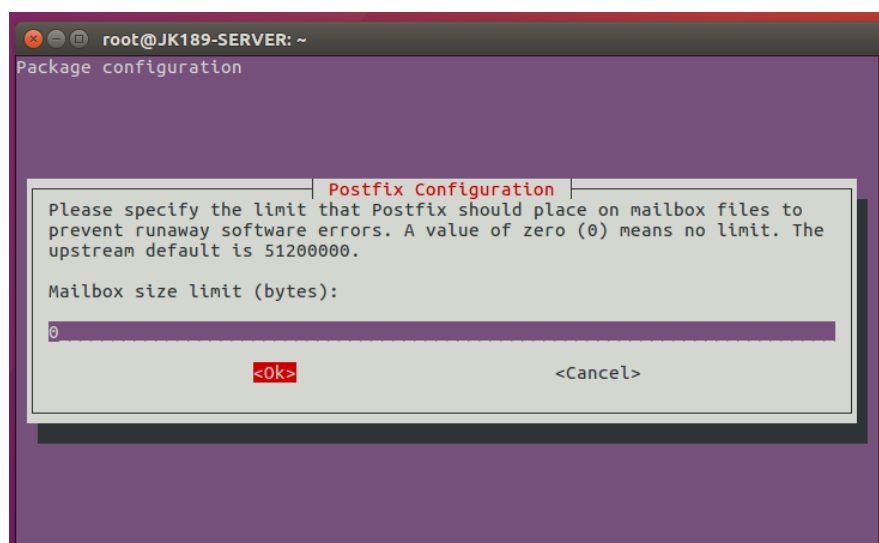 root@JK189-SERVER: ~
Package configuration
Postfix Configuration
Please specify the limit that Postfix should place on mailbox files to
prevent runaway software errors. A value of zero (0) means no limit. The
upstream default is 51200000.
Mailbox size limit (bytes):
0
<Ok> <Cancel>